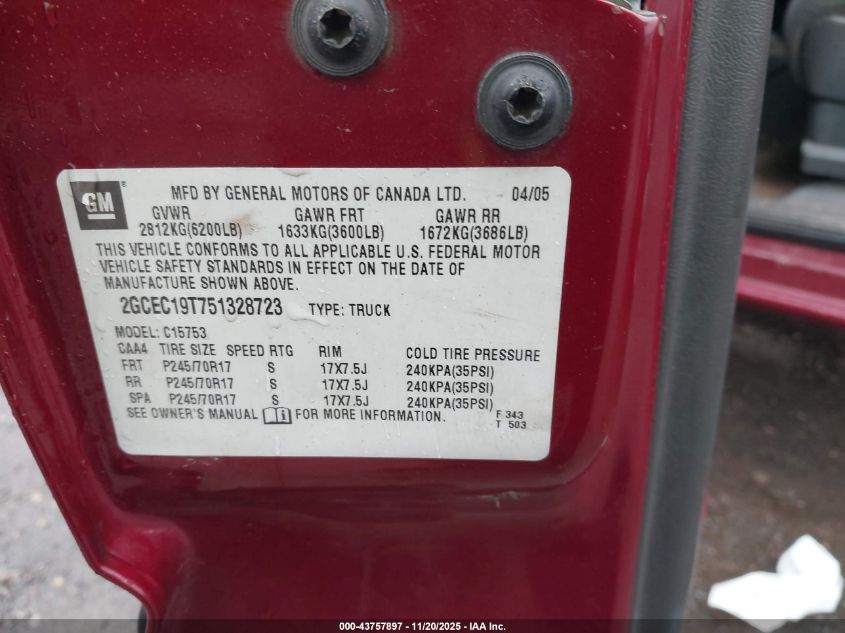 GM
MFD BY GENERAL MOTORS OF CANADA LTD. 04/05
GVWR GAWR FRT GAWR RR
2812KG(6200LB) 1633KG(3600LB) 1672KG(3686LB)
THIS VEHICLE CONFORMS TO ALL APPLICABLE U.S. FEDERAL MOTOR
VEHICLE SAFETY STANDARDS IN EFFECT ON THE DATE OF
MANUFACTURE SHOWN ABOVE.
2GCEC19T751328723 TYPE: TRUCK
MODEL: C15753
CAA4 TIRE SIZE SPEED RTG RIM COLD TIRE PRESSURE
FRT P245/70R17 S 17X7.5J 240KPA(35PSI)
RR P245/70R17 S 17X7.5J 240KPA(35PSI)
SPA P245/70R17 S 17X7.5J 240KPA(35PSI)
SEE OWNER'S MANUAL FOR MORE INFORMATION. F 343
T 503
000-43757897 - 11/20/2025 - IAA Inc.